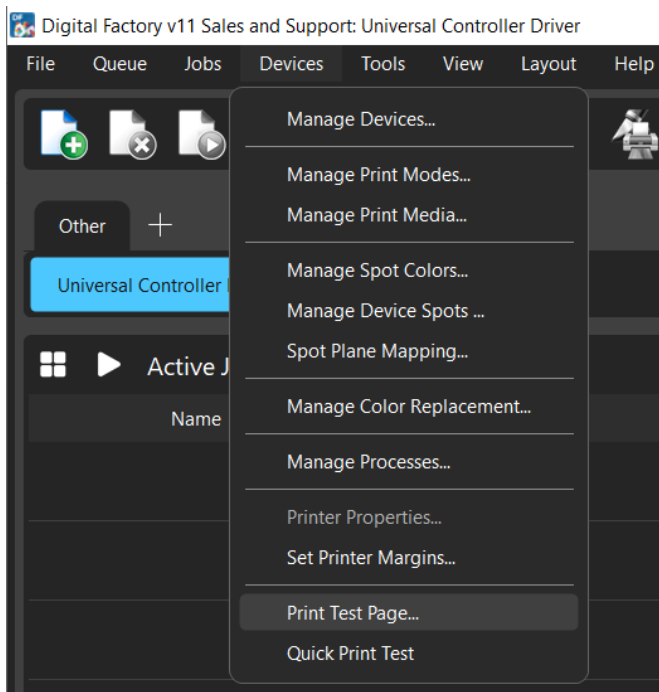 Digital Factory v11 Sales and Support: Universal Controller Driver
File Queue Jobs Devices Tools View Layout Help
Manage Devices...
Manage Print Modes...
Manage Print Media...
Other
Manage Spot Colors...
Universal Controller
Manage Device Spots ...
Spot Plane Mapping...
Active J
Manage Color Replacement...
Name
Manage Processes...
Printer Properties...
Set Printer Margins...
Print Test Page...
Quick Print Test